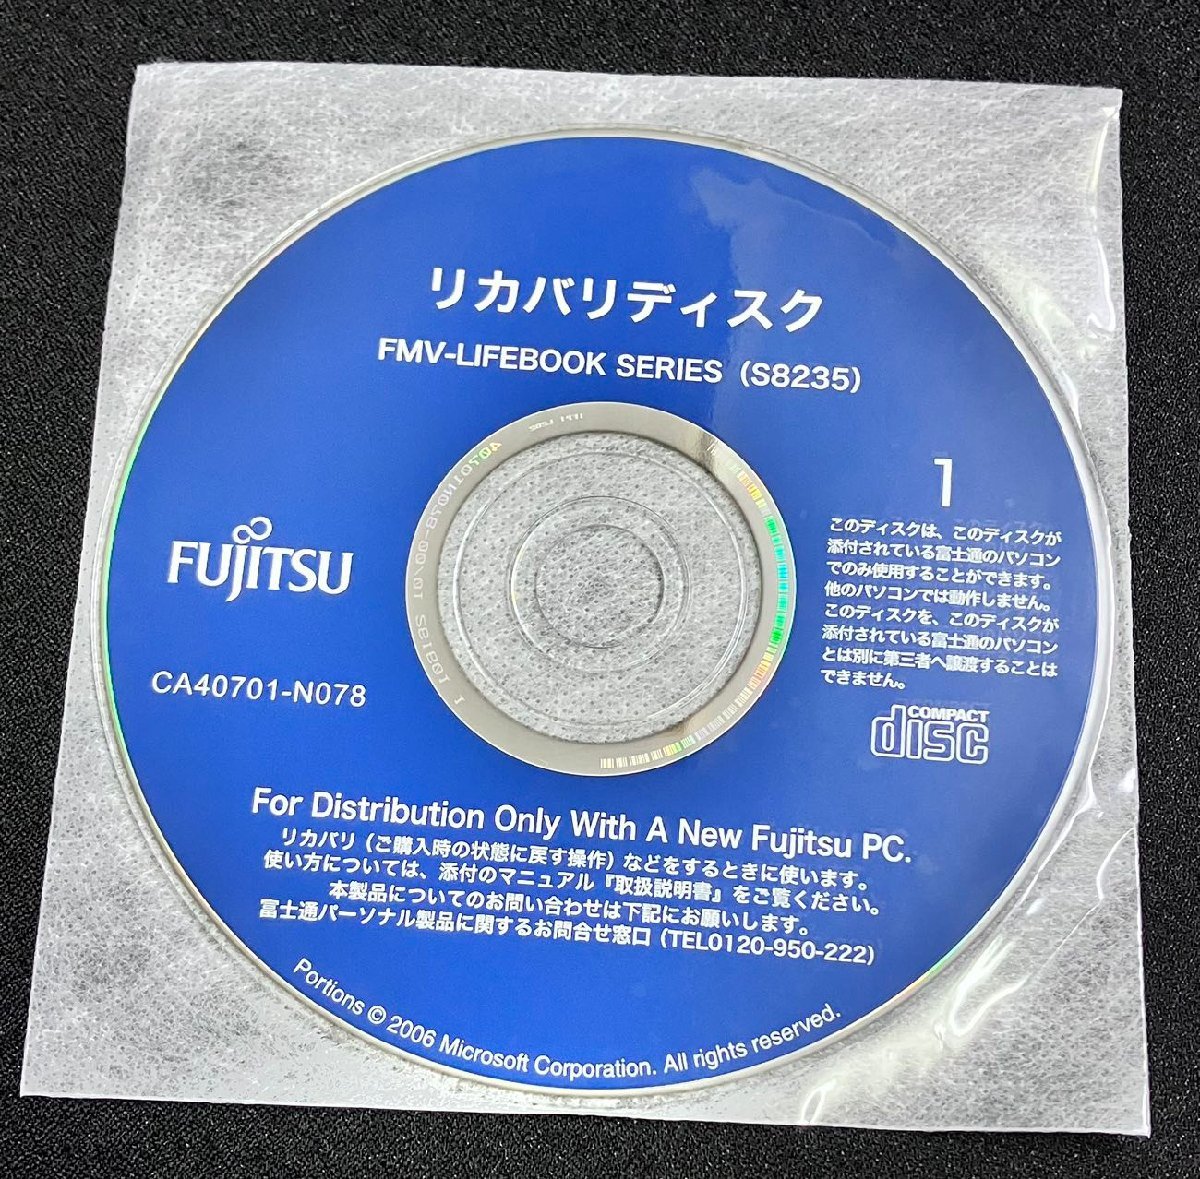 リカバリディスク
FMV-LIFEBOOK SERIES (S8235)
1
このディスクは、このディスクが
添付されている富士通のパソコン
でのみ使用することができます。
他のパソコンでは動作しません。
このディスクを、このディスクが
添付されている富士通のパソコン
とは別に第三者へ譲渡することは
できません。
FUJITSU
CA40701-N078
COMPACT
disc
For Distribution Only With A New Fujitsu PC.
リカバリ(ご購入時の状態に戻す操作)などをするときに使います。
使い方については、添付のマニュアル『取扱説明書』をご覧ください。
本製品についてのお問い合わせは下記にお願いします。
富士通パーソナル製品に関するお問合せ窓口(TEL0120-950-222)
Portions © 2006 Microsoft Corporation. All rights reserved.